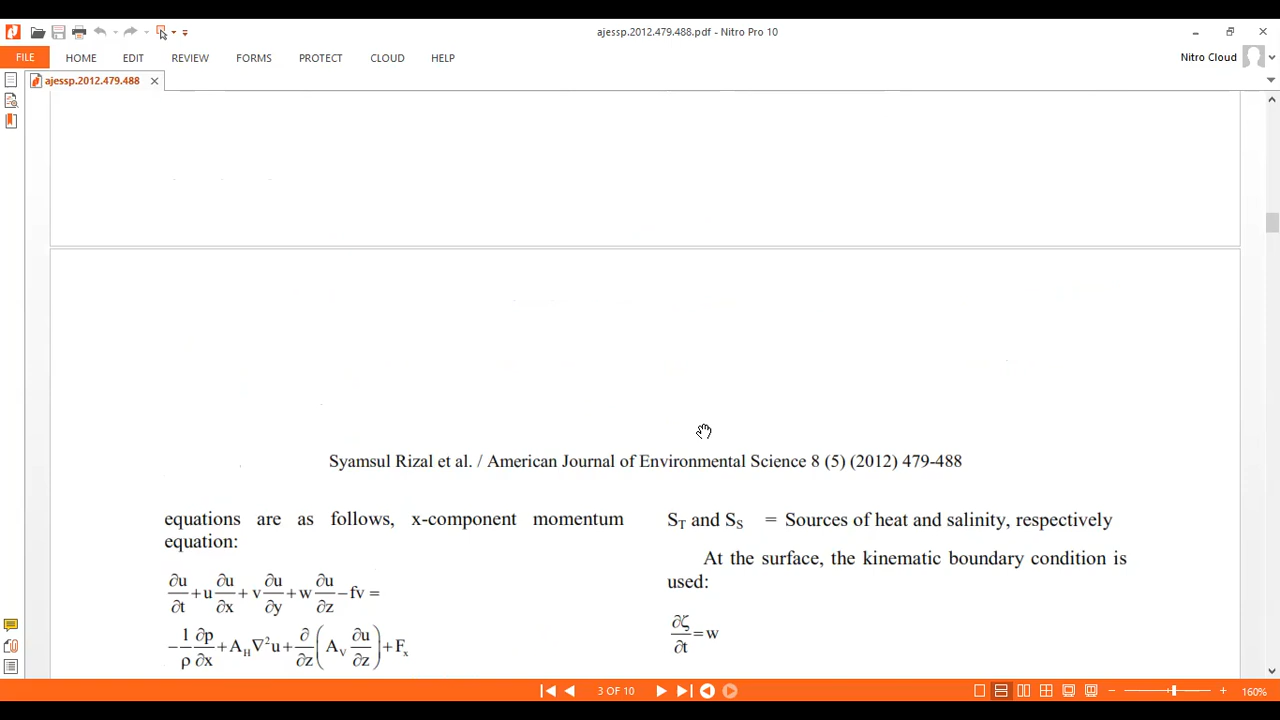 ajessp.2012.479.488.pdf - Nitro Pro 10
FILE HOME EDIT REVIEW FORMS PROTECT CLOUD HELP Nitro Cloud
ajessp.2012.479.488
Syamsul Rizal et al. / American Journal of Environmental Science 8 (5) (2012) 479-488
equations are as follows, x-component momentum
equation:
∂u/∂t + u ∂u/∂x + v ∂u/∂y + w ∂u/∂z − fv =
− 1/ρ ∂p/∂x + A_H ∇²u + ∂/∂z (A_V ∂u/∂z) + F_x
S_T and S_S = Sources of heat and salinity, respectively
At the surface, the kinematic boundary condition is
used:
∂ζ/∂t = w
3 OF 10
160%